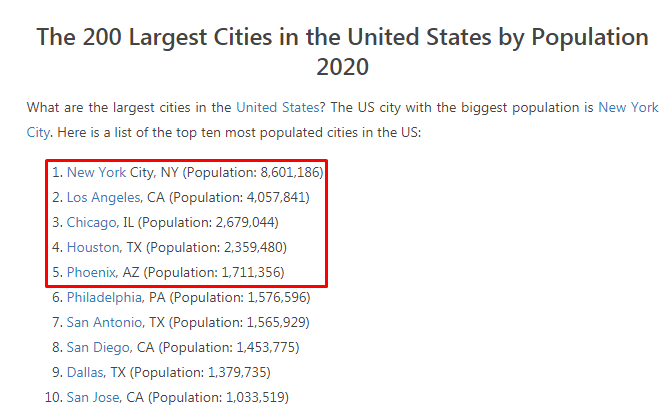 The 200 Largest Cities in the United States by Population
2020
What are the largest cities in the United States? The US city with the biggest population is New York
City. Here is a list of the top ten most populated cities in the US:
1. New York City, NY (Population: 8,601,186)
2. Los Angeles, CA (Population: 4,057,841)
3. Chicago, IL (Population: 2,679,044)
4. Houston, TX (Population: 2,359,480)
5. Phoenix, AZ (Population: 1,711,356)
6. Philadelphia, PA (Population: 1,576,596)
7. San Antonio, TX (Population: 1,565,929)
8. San Diego, CA (Population: 1,453,775)
9. Dallas, TX (Population: 1,379,735)
10. San Jose, CA (Population: 1,033,519)